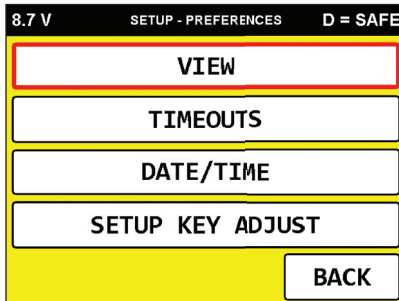 8.7 V SETUP - PREFERENCES D = SAFE
VIEW
TIMEOUTS
DATE/TIME
SETUP KEY ADJUST
BACK